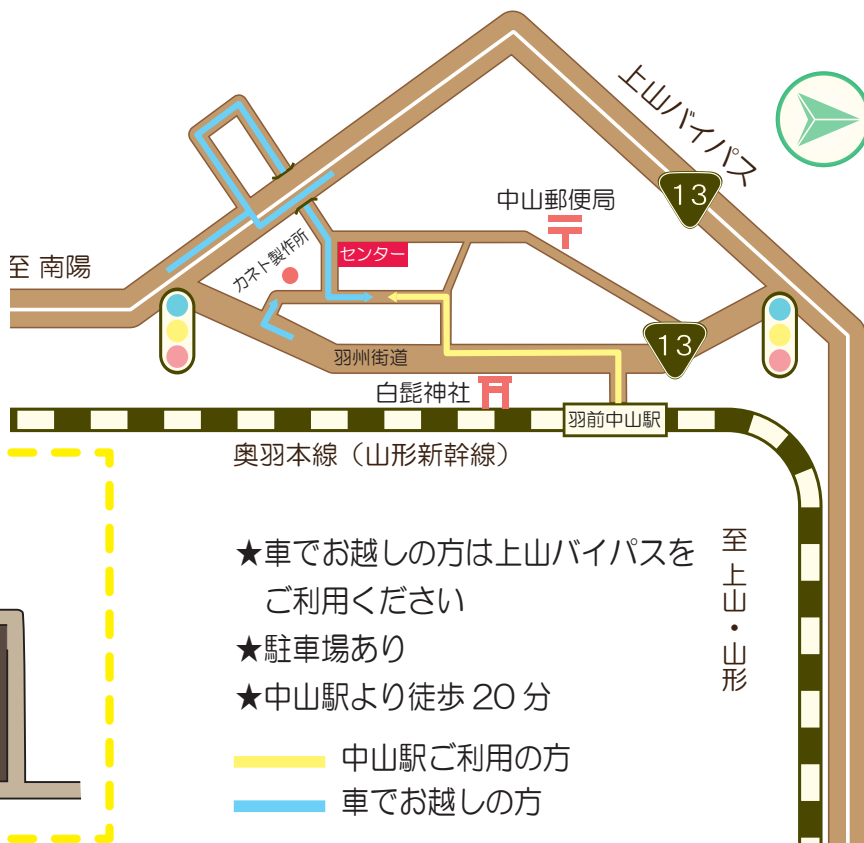 上山バイパス
13
中山郵便局
至 南陽
カネト製作所
センター
13
羽州街道
白髭神社
羽前中山駅
奥羽本線（山形新幹線）
至 上山・山形
★車でお越しの方は上山バイパスを
ご利用ください
★駐車場あり
★中山駅より徒歩 20 分
中山駅ご利用の方
車でお越しの方